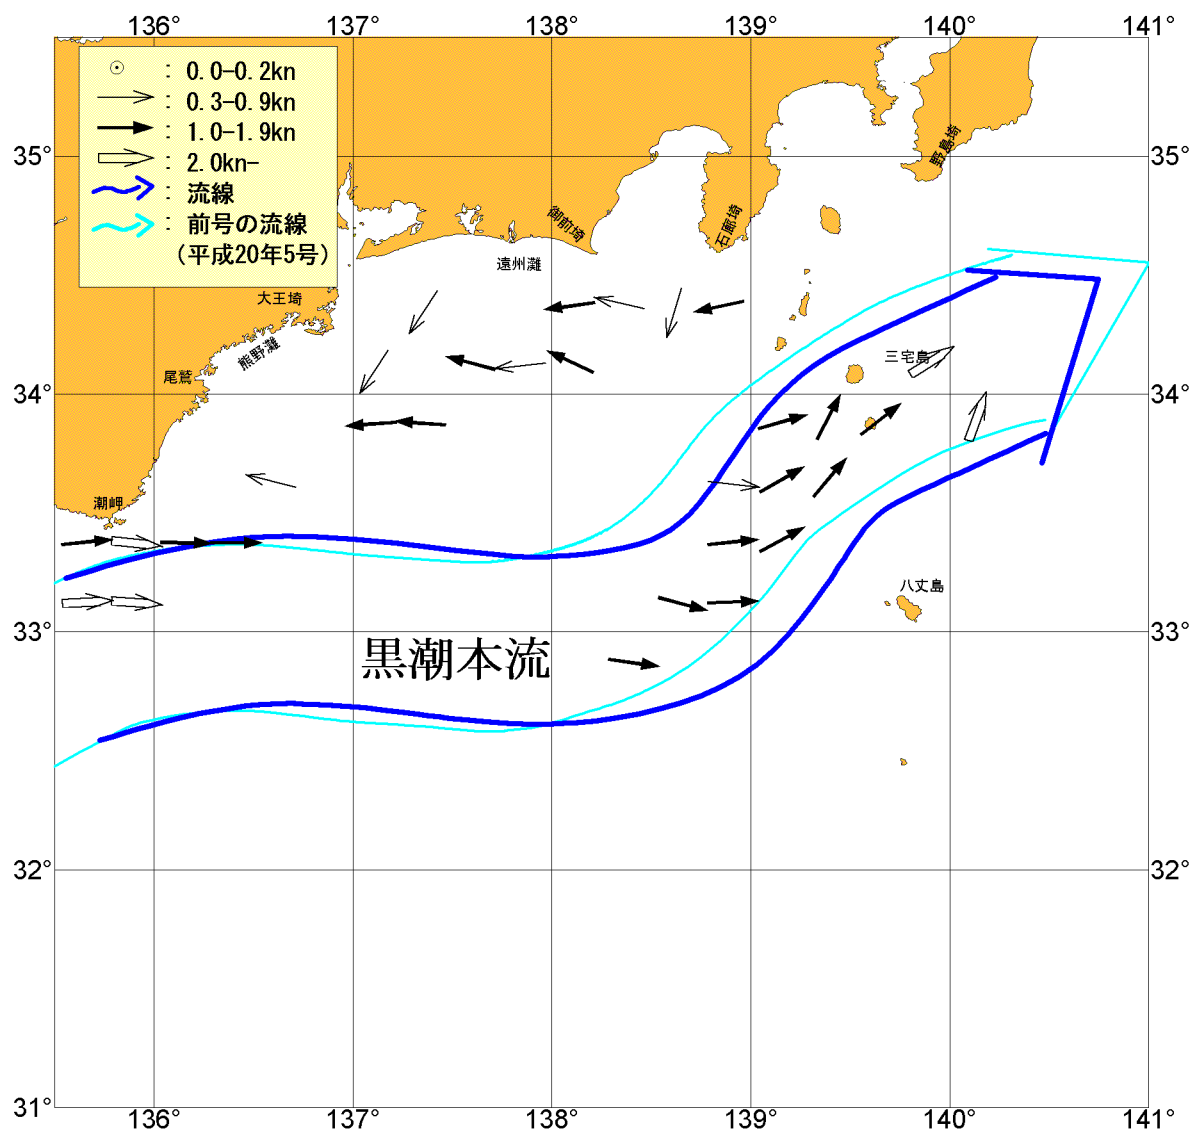 136° 137° 138° 139° 140° 141°
: 0.0-0.2kn
: 0.3-0.9kn
: 1.0-1.9kn
: 2.0kn-
: 流線
: 前号の流線
(平成20年5号)
35° 35°
野島埼
御前埼
石廊埼
遠州灘
大王埼
熊野灘
三宅島
尾鷲
34° 34°
潮岬
八丈島
33° 33°
黒潮本流
32° 32°
31° 31°
136° 137° 138° 139° 140° 141°